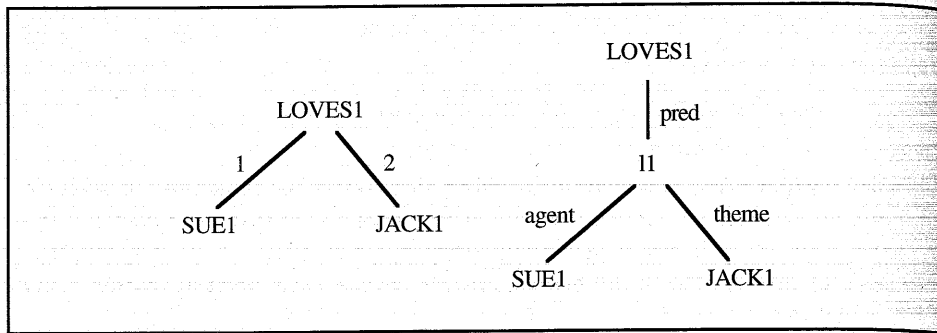 LOVES1
1
2
SUE1
JACK1
LOVES1
pred
l1
agent
theme
SUE1
JACK1